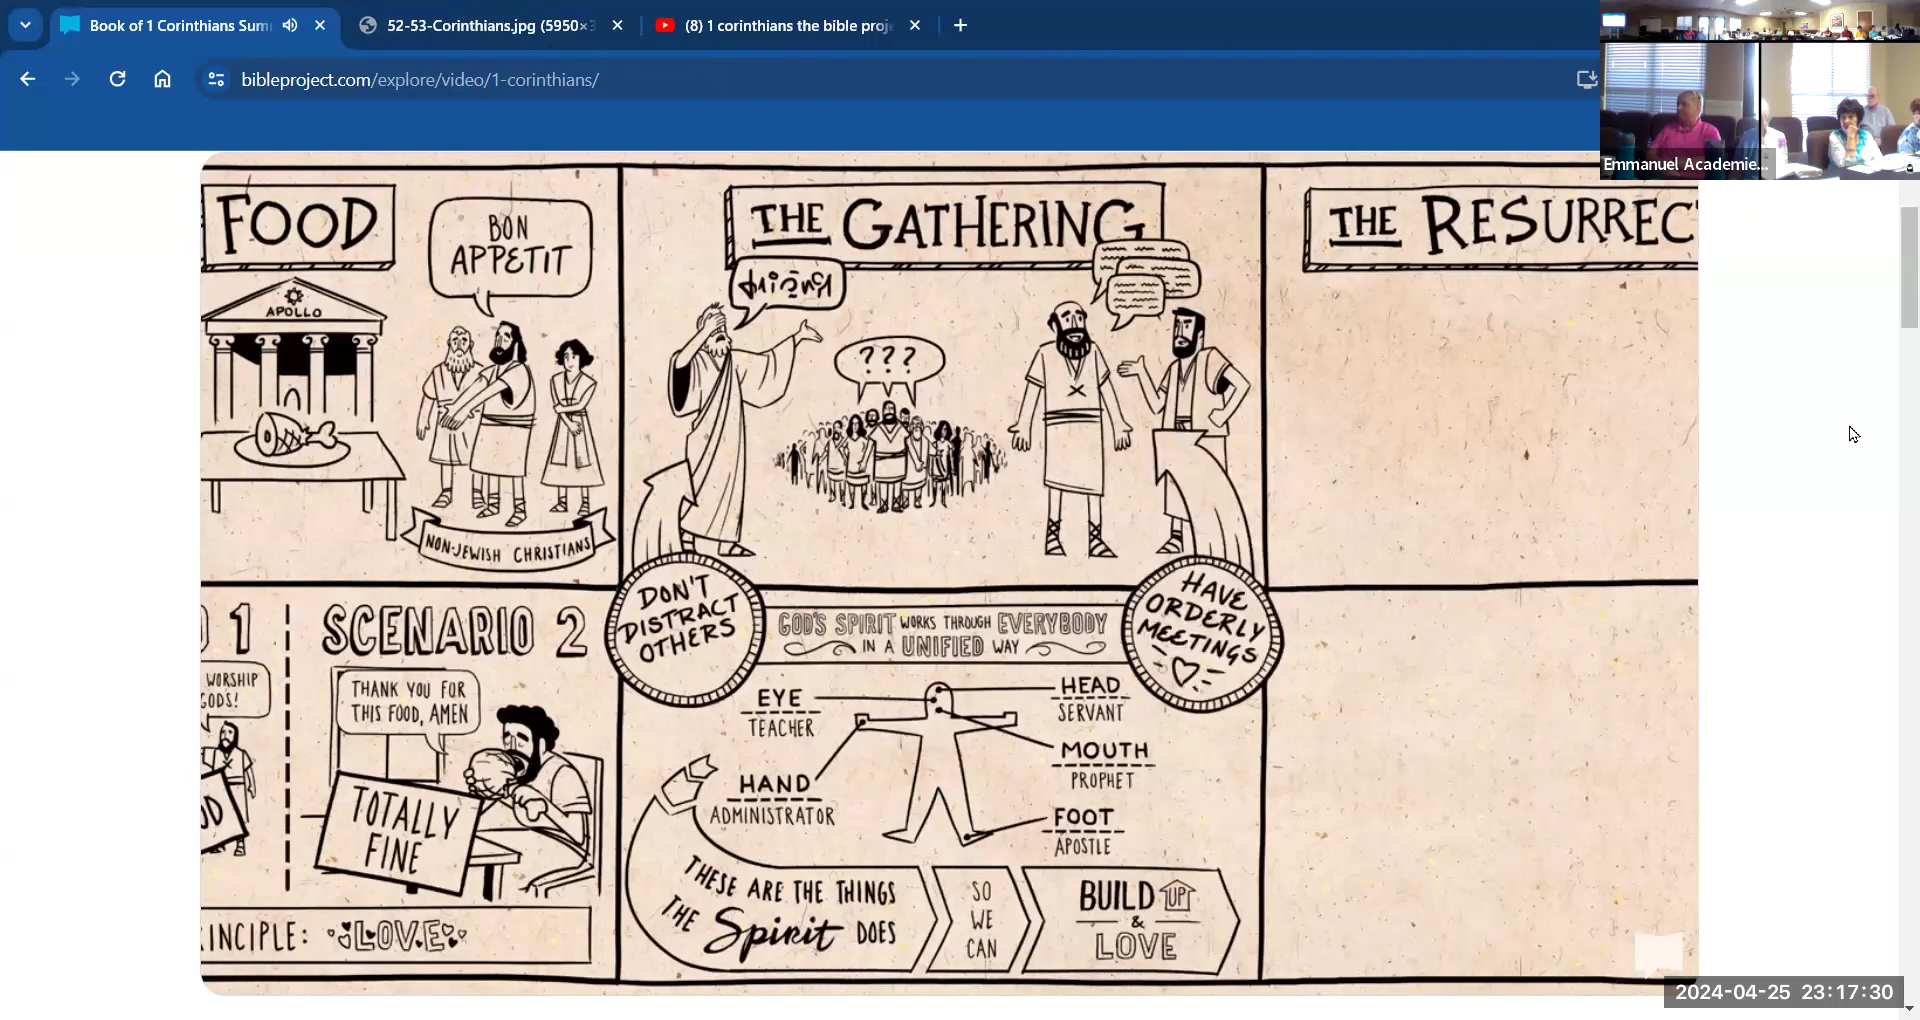 Book of 1 Corinthians Sum
52-53-Corinthians.jpg (5950×3
(8) 1 corinthians the bible proj
bibleproject.com/explore/video/1-corinthians/
Emmanuel Academie...
FOOD
BON
APPETIT
APOLLO
NON-JEWISH CHRISTIANS
THE GATHERING
???
THE RESURREC
1
WORSHIP
GODS!
SCENARIO 2
THANK YOU FOR
THIS FOOD, AMEN
TOTALLY
FINE
INCIPLE: LOVE
DON'T
DISTRACT
OTHERS
GOD'S SPIRIT WORKS THROUGH EVERYBODY
IN A UNIFIED WAY
HAVE
ORDERLY
MEETINGS
EYE
TEACHER
HEAD
SERVANT
MOUTH
PROPHET
HAND
ADMINISTRATOR
FOOT
APOSTLE
THESE ARE THE THINGS
THE Spirit DOES
SO
WE
CAN
BUILD UP
&
LOVE
2024-04-25 23:17:30